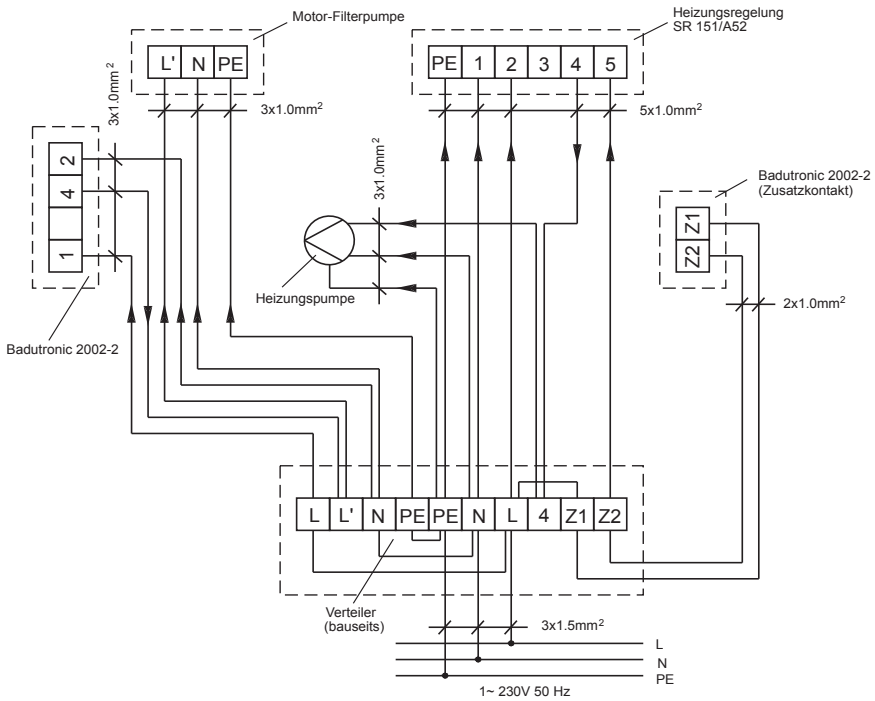 Motor-Filterpumpe
Heizungsregelung
SR 151/A52
L' N PE
PE 1 2 3 4 5
3x1.0mm²
3x1.0mm²
5x1.0mm²
3x1.0mm²
2
4
1
Badutronic 2002-2
(Zusatzkontakt)
Z1
Z2
Heizungspumpe
2x1.0mm²
Badutronic 2002-2
L L' N PE PE N L 4 Z1 Z2
Verteiler
(bauseits)
3x1.5mm²
L
N
PE
1~ 230V 50 Hz